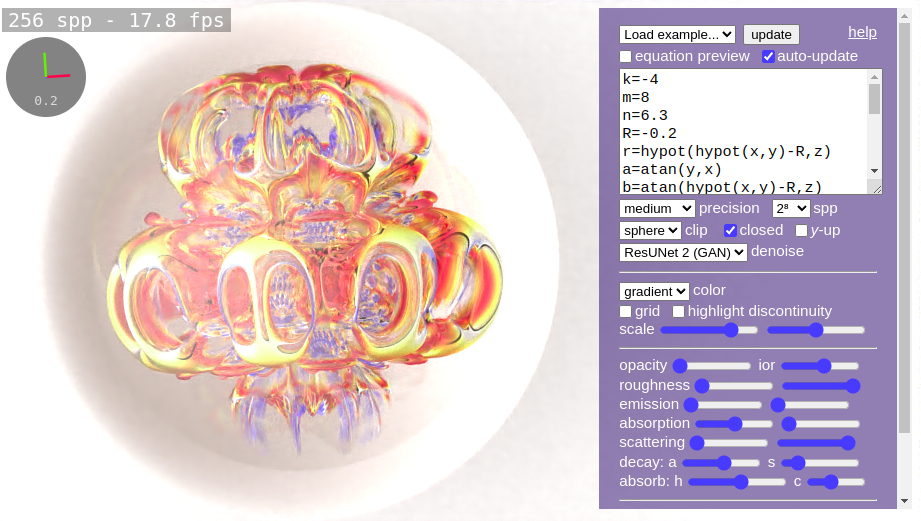 256 spp - 17.8 fps
0.2
Load example... update help
equation preview auto-update
k=-4
m=8
n=6.3
R=-0.2
r=hypot(hypot(x,y)-R,z)
a=atan(y,x)
b=atan(hypot(x,y)-R,z)
medium precision 2⁸ spp
sphere clip closed y-up
ResUNet 2 (GAN) denoise
gradient color
grid highlight discontinuity
scale
opacity ior
roughness
emission
absorption
scattering
decay: a s
absorb: h c